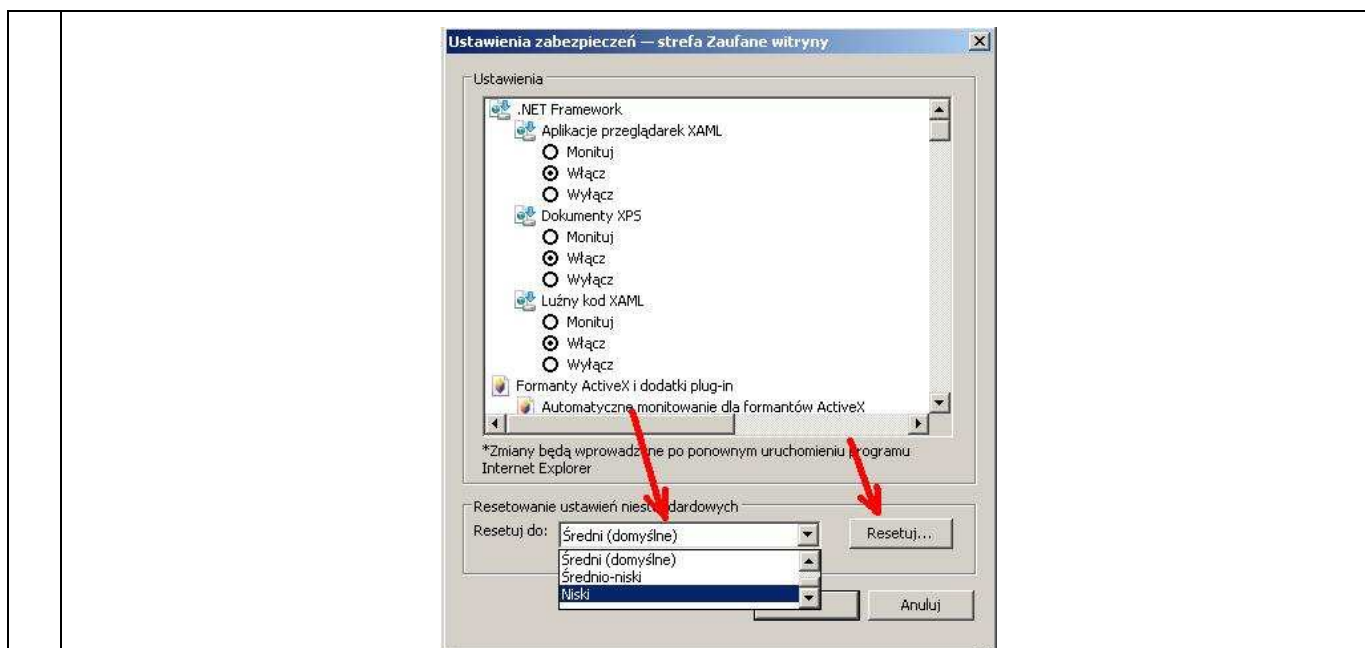 Ustawienia zabezpieczeń — strefa Zaufane witryny
Ustawienia
.NET Framework
Aplikacje przeglądarek XAML
Monituj
Włącz
Wyłącz
Dokumenty XPS
Monituj
Włącz
Wyłącz
Luźny kod XAML
Monituj
Włącz
Wyłącz
Formanty ActiveX i dodatki plug-in
Automatyczne monitowanie dla formantów ActiveX
*Zmiany będą wprowadzone po ponownym uruchomieniu programu
Internet Explorer
Resetowanie ustawień niestandardowych
Resetuj do: Średni (domyślne) Resetuj...
Średni (domyślne)
Średnio-niski
Niski
Anuluj